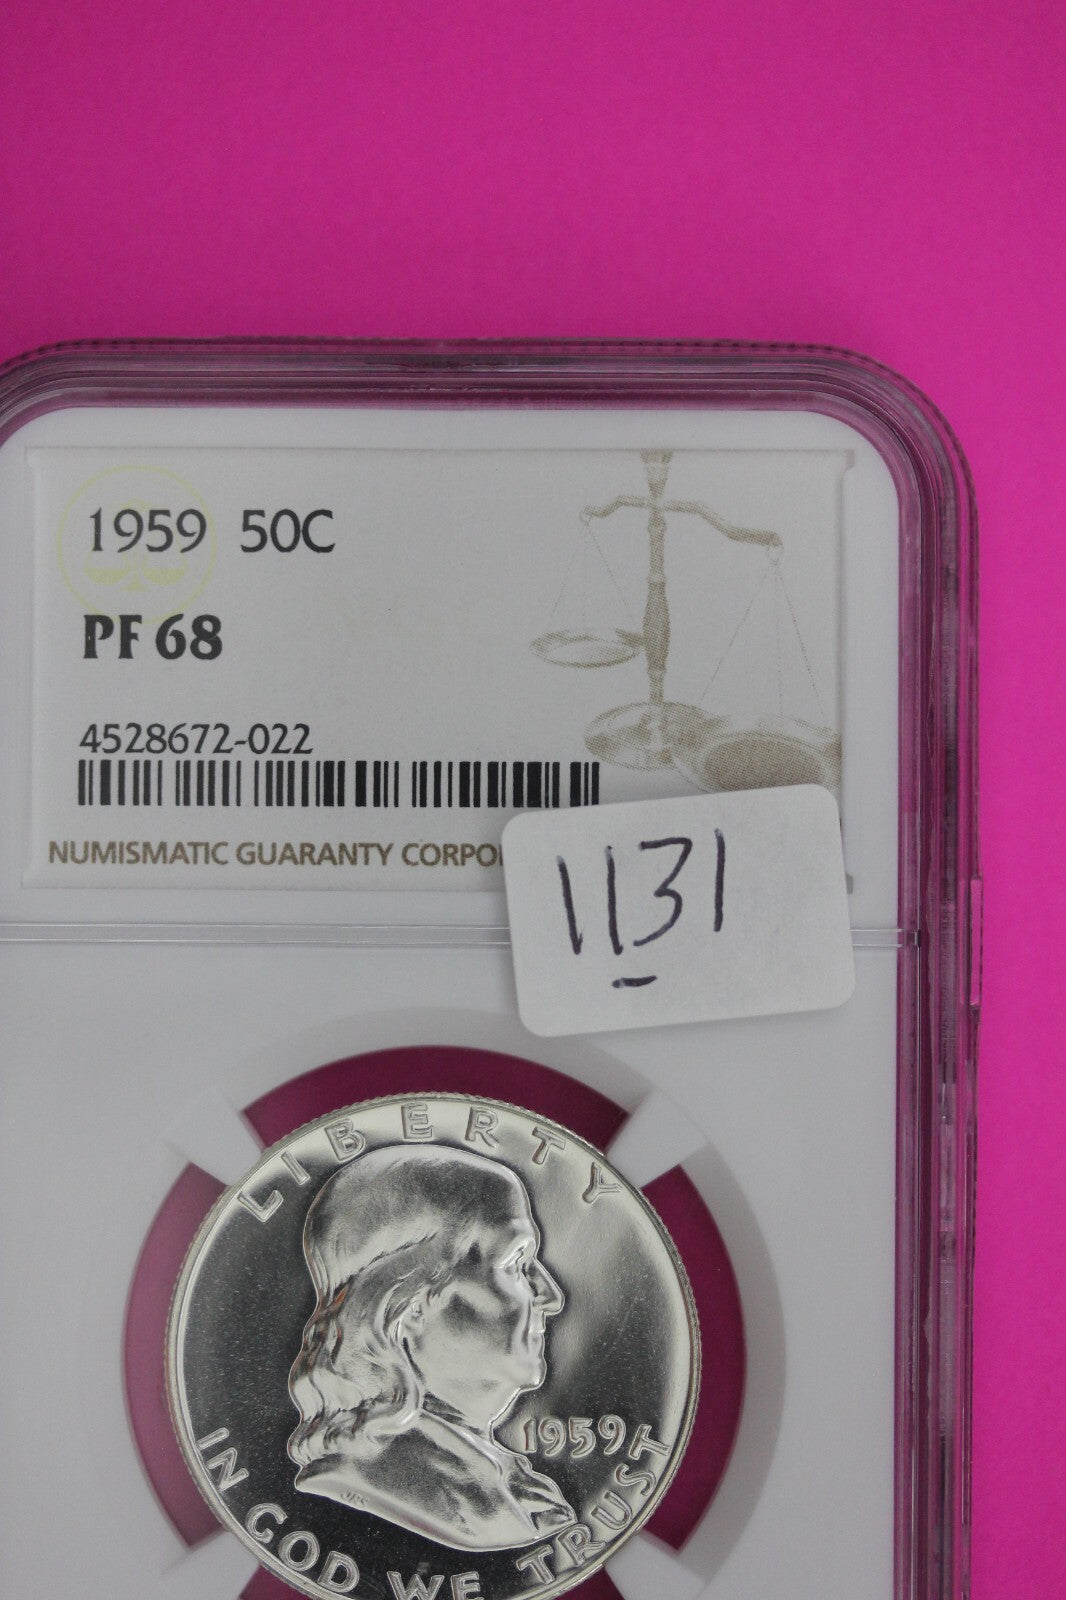 1959 50C
PF 68
4528672-022
NUMISMATIC GUARANTY CORPO
1131
LIBERTY
1959
IN GOD WE TRUST